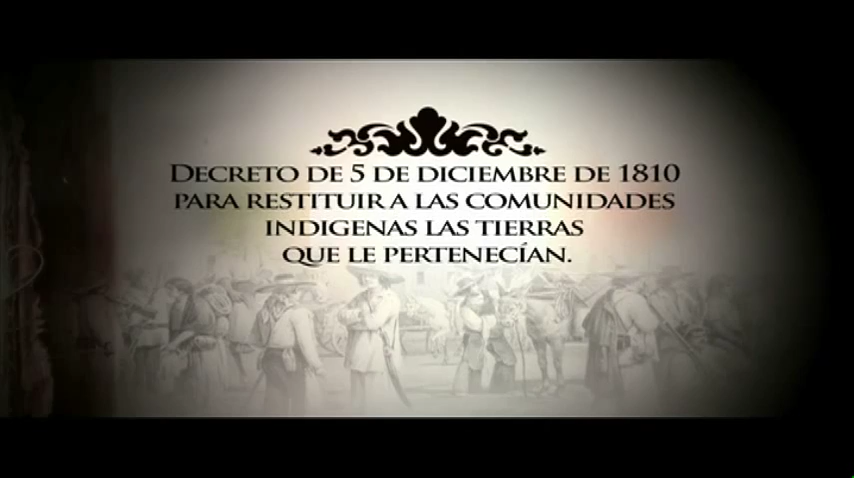 DECRETO DE 5 DE DICIEMBRE DE 1810
PARA RESTITUIR A LAS COMUNIDADES
INDIGENAS LAS TIERRAS
QUE LE PERTENECÍAN.